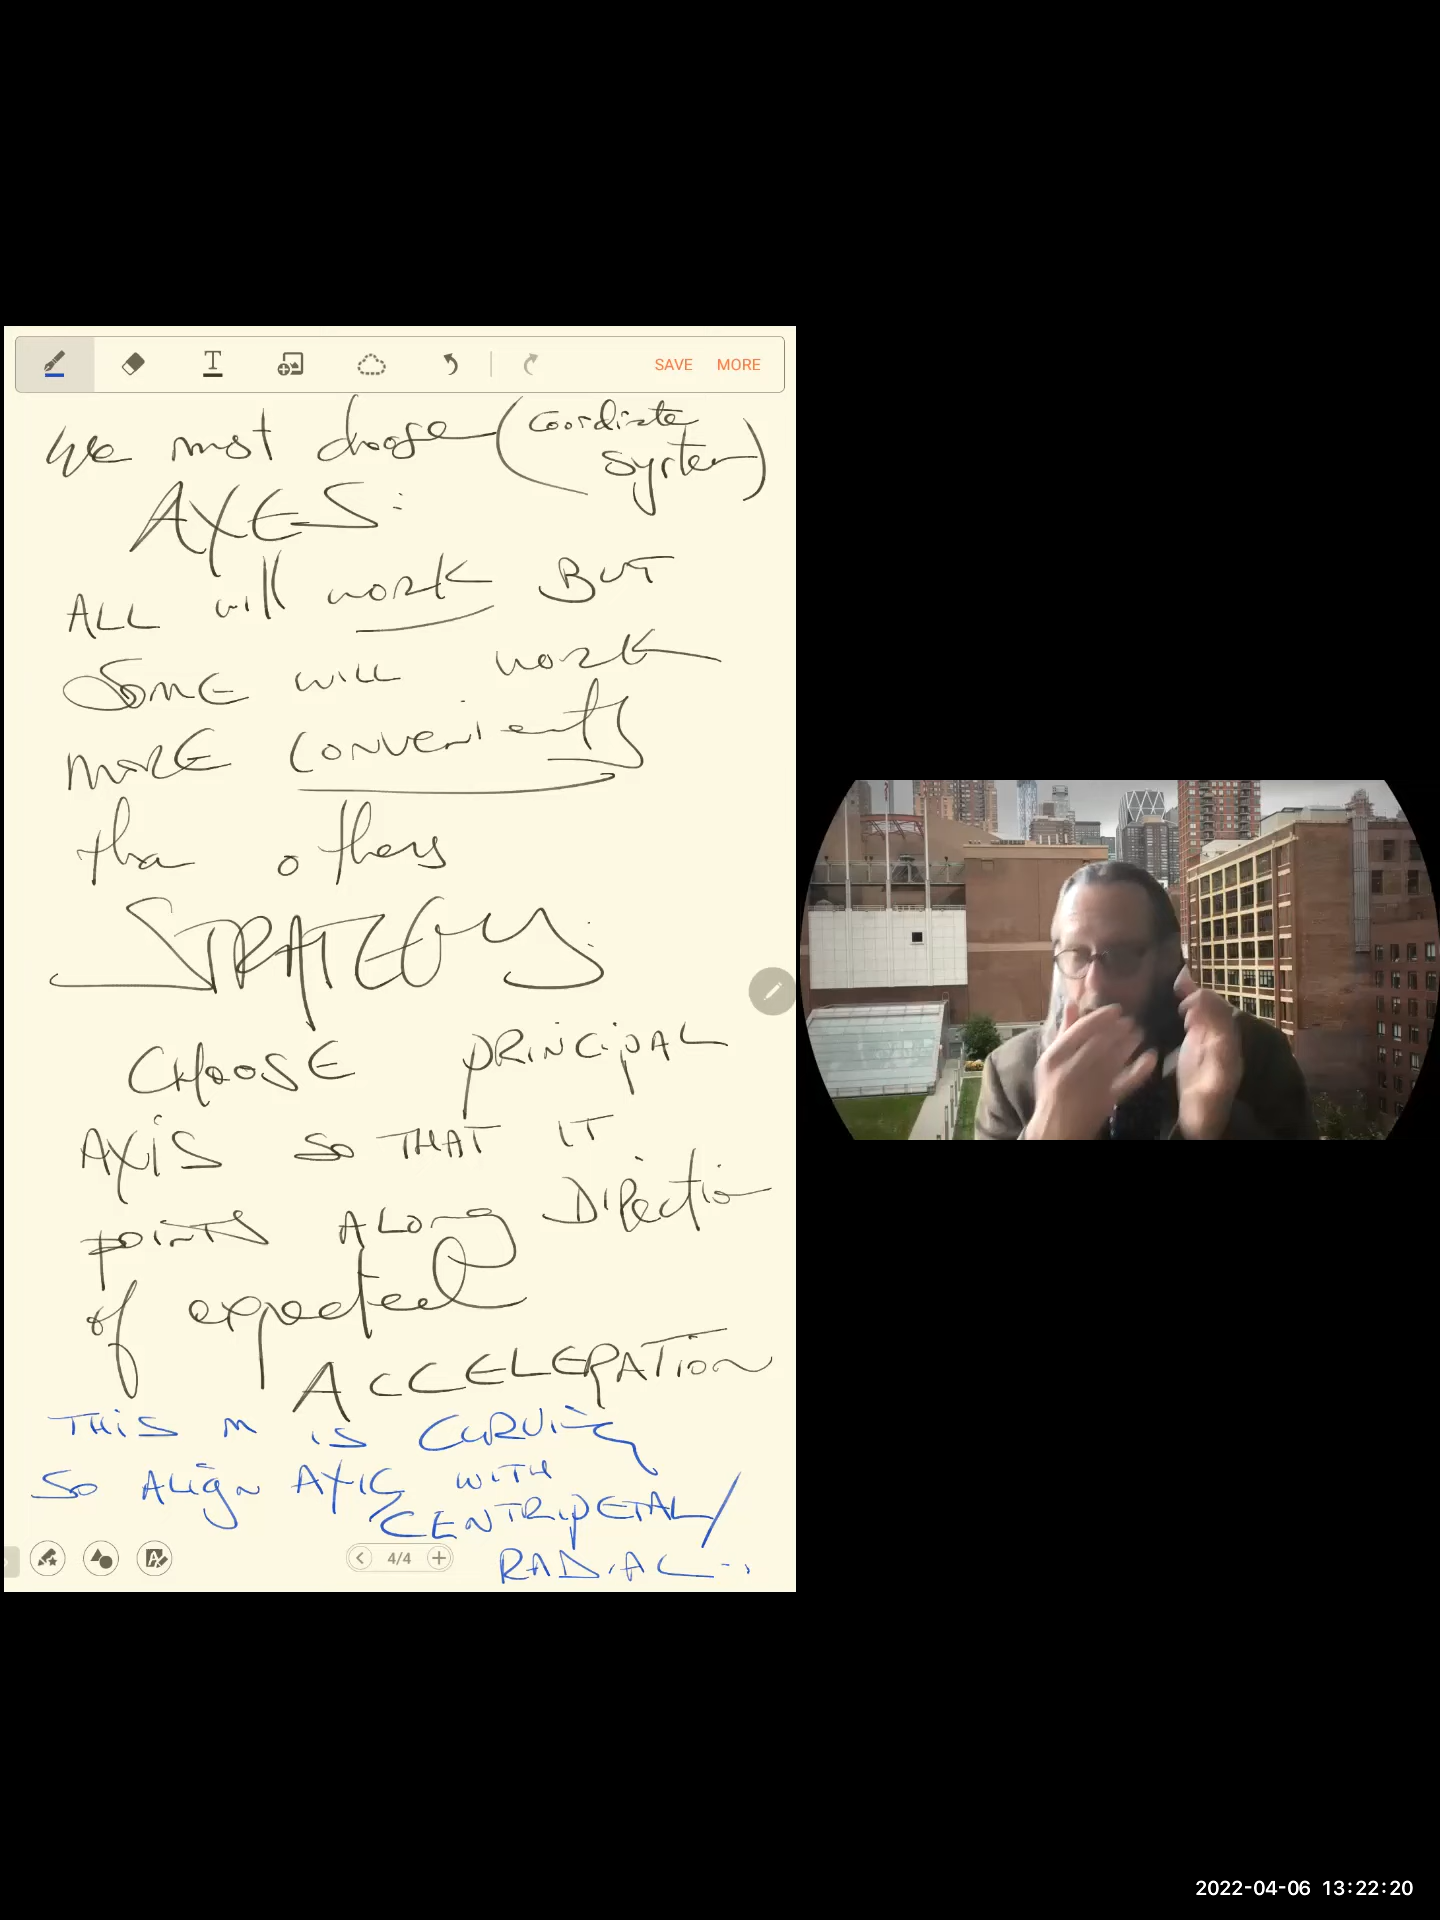 SAVE MORE
We must choose (coordinate system)
AXES:
ALL will work BUT
SOME WILL work
MORE conveniently
than others
STRATEGY:
CHOOSE PRINCIPAL
AXIS SO THAT IT
POINTS ALONG Direction
of expected
ACCELERATION
THIS m is CURVING
SO ALign AXIS WITH
CENTRIPETAL/
RADIAL..
4/4
2022-04-06 13:22:20